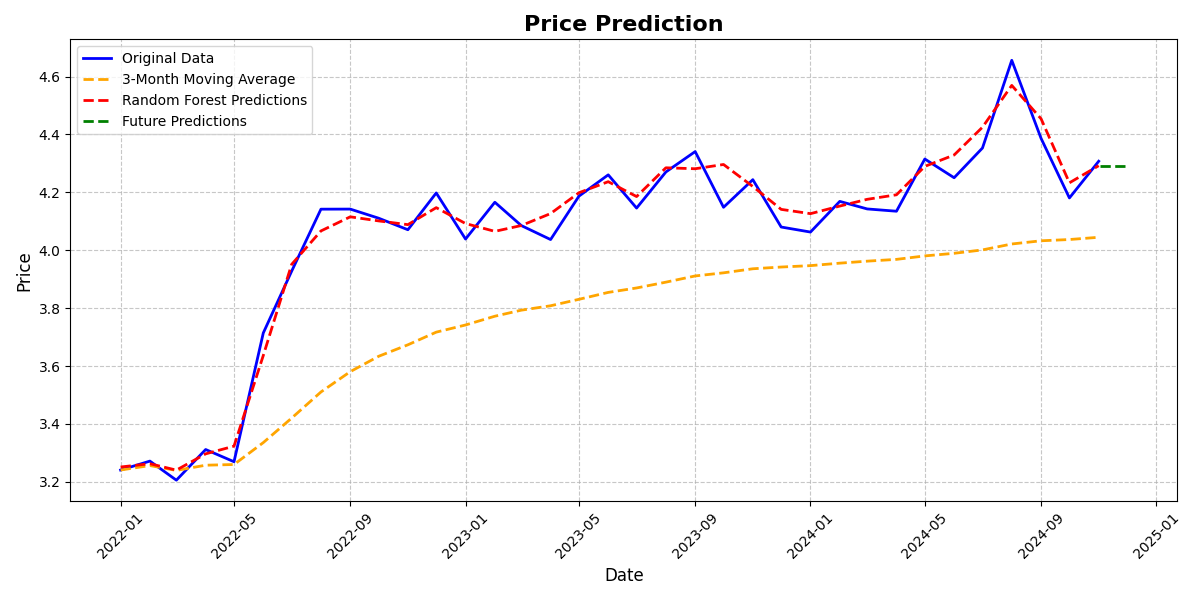 Price Prediction
Original Data
3-Month Moving Average
Random Forest Predictions
Future Predictions
Price
4.6
4.4
4.2
4.0
3.8
3.6
3.4
3.2
2022-01
2022-05
2022-09
2023-01
2023-05
2023-09
2024-01
2024-05
2024-09
2025-01
Date